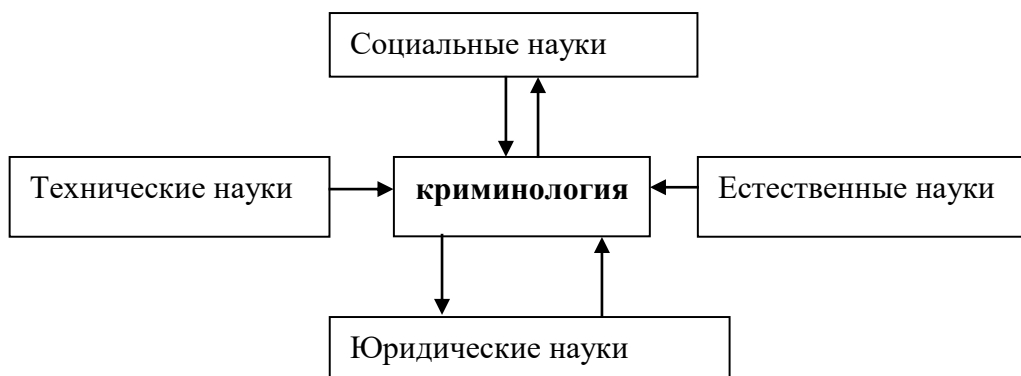 Социальные науки
Технические науки
криминология
Естественные науки
Юридические науки